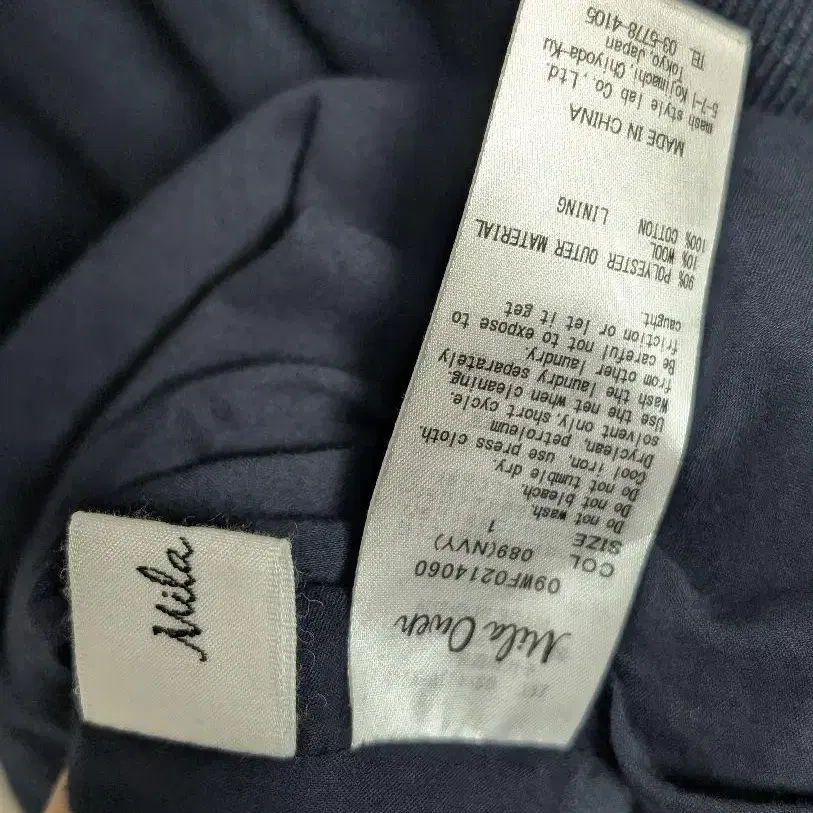 Mila
Mila Owen
09WF0214060
COL 089(NVY)
SIZE 1
Do not wash.
Do not bleach.
Do not tumble dry.
Cool iron, use press cloth.
Dryclean, petroleum
solvent only, short cycle.
Use the net when cleaning.
Wash the laundry separately
from other laundry.
Be careful not to expose to
friction or let it get
caught.
90% POLYESTER OUTER MATERIAL
10% WOOL
100% COTTON LINING
MADE IN CHINA
mash style lab Co., Ltd.
5-7-1 Kojimachi Chiyoda-Ku
Tokyo, Japan
TEL 03-5778-4105